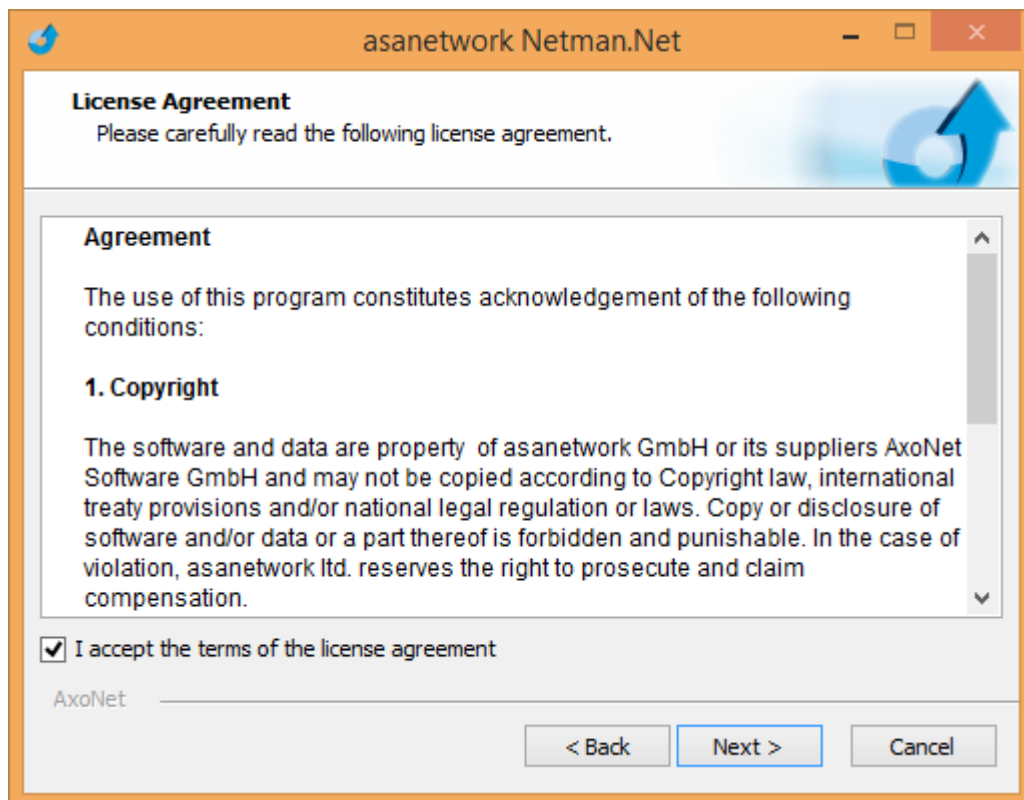 asanetwork Netman.Net
License Agreement
Please carefully read the following license agreement.
Agreement
The use of this program constitutes acknowledgement of the following
conditions:
1. Copyright
The software and data are property  of asanetwork GmbH or its suppliers AxoNet
Software GmbH and may not be copied according to Copyright law, international
treaty provisions and/or national legal regulation or laws. Copy or disclosure of
software and/or data or a part thereof is forbidden and punishable. In the case of
violation, asanetwork ltd. reserves the right to prosecute and claim
compensation.
I accept the terms of the license agreement
AxoNet
< Back
Next >
Cancel